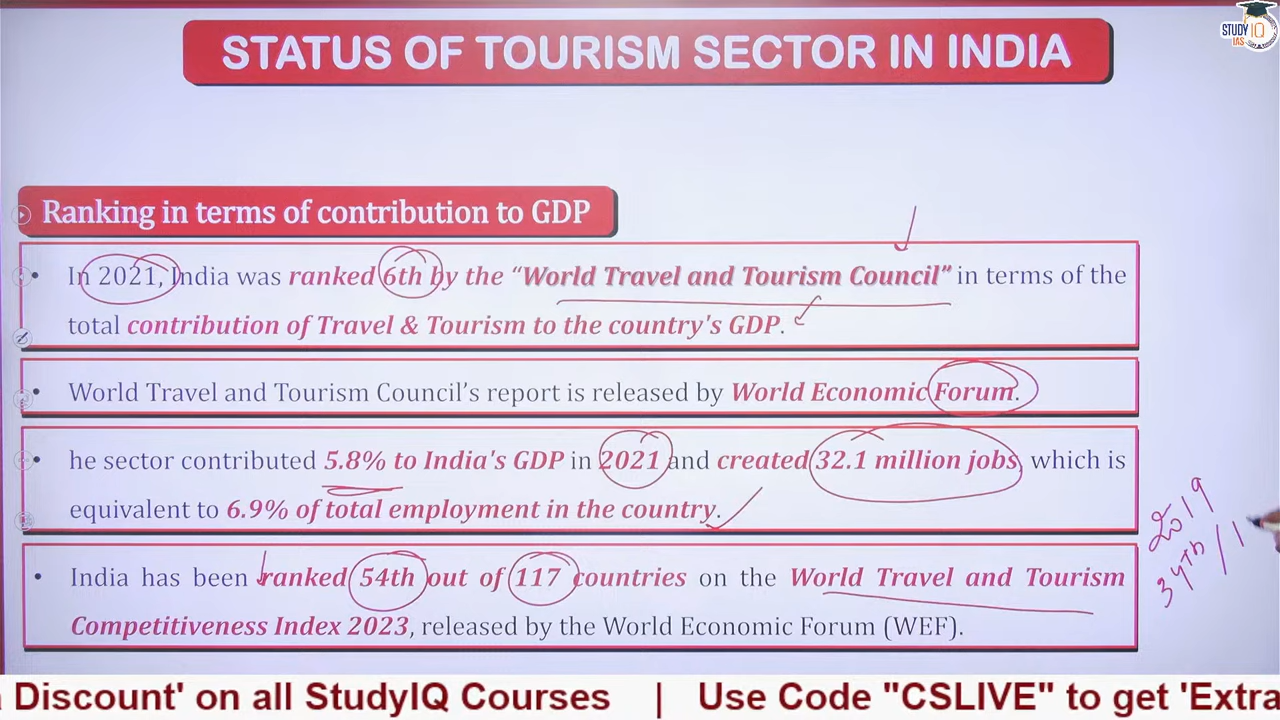 STUDY IQ
IAS
STATUS OF TOURISM SECTOR IN INDIA
Ranking in terms of contribution to GDP
• In 2021, India was ranked 6th by the “World Travel and Tourism Council” in terms of the
total contribution of Travel & Tourism to the country's GDP.
• World Travel and Tourism Council’s report is released by World Economic Forum.
• he sector contributed 5.8% to India's GDP in 2021 and created 32.1 million jobs, which is
equivalent to 6.9% of total employment in the country.
• India has been ranked 54th out of 117 countries on the World Travel and Tourism
Competitiveness Index 2023, released by the World Economic Forum (WEF).
2019
34th / 1
Discount' on all StudyIQ Courses | Use Code "CSLIVE" to get 'Extra